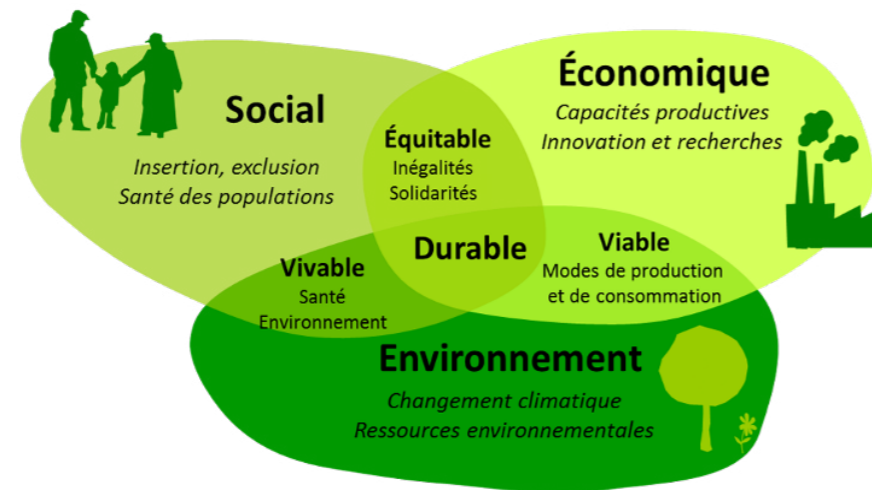 Social
Insertion, exclusion
Santé des populations
Économique
Capacités productives
Innovation et recherches
Équitable
Inégalités
Solidarités
Durable
Viable
Modes de production
et de consommation
Vivable
Santé
Environnement
Environnement
Changement climatique
Ressources environnementales